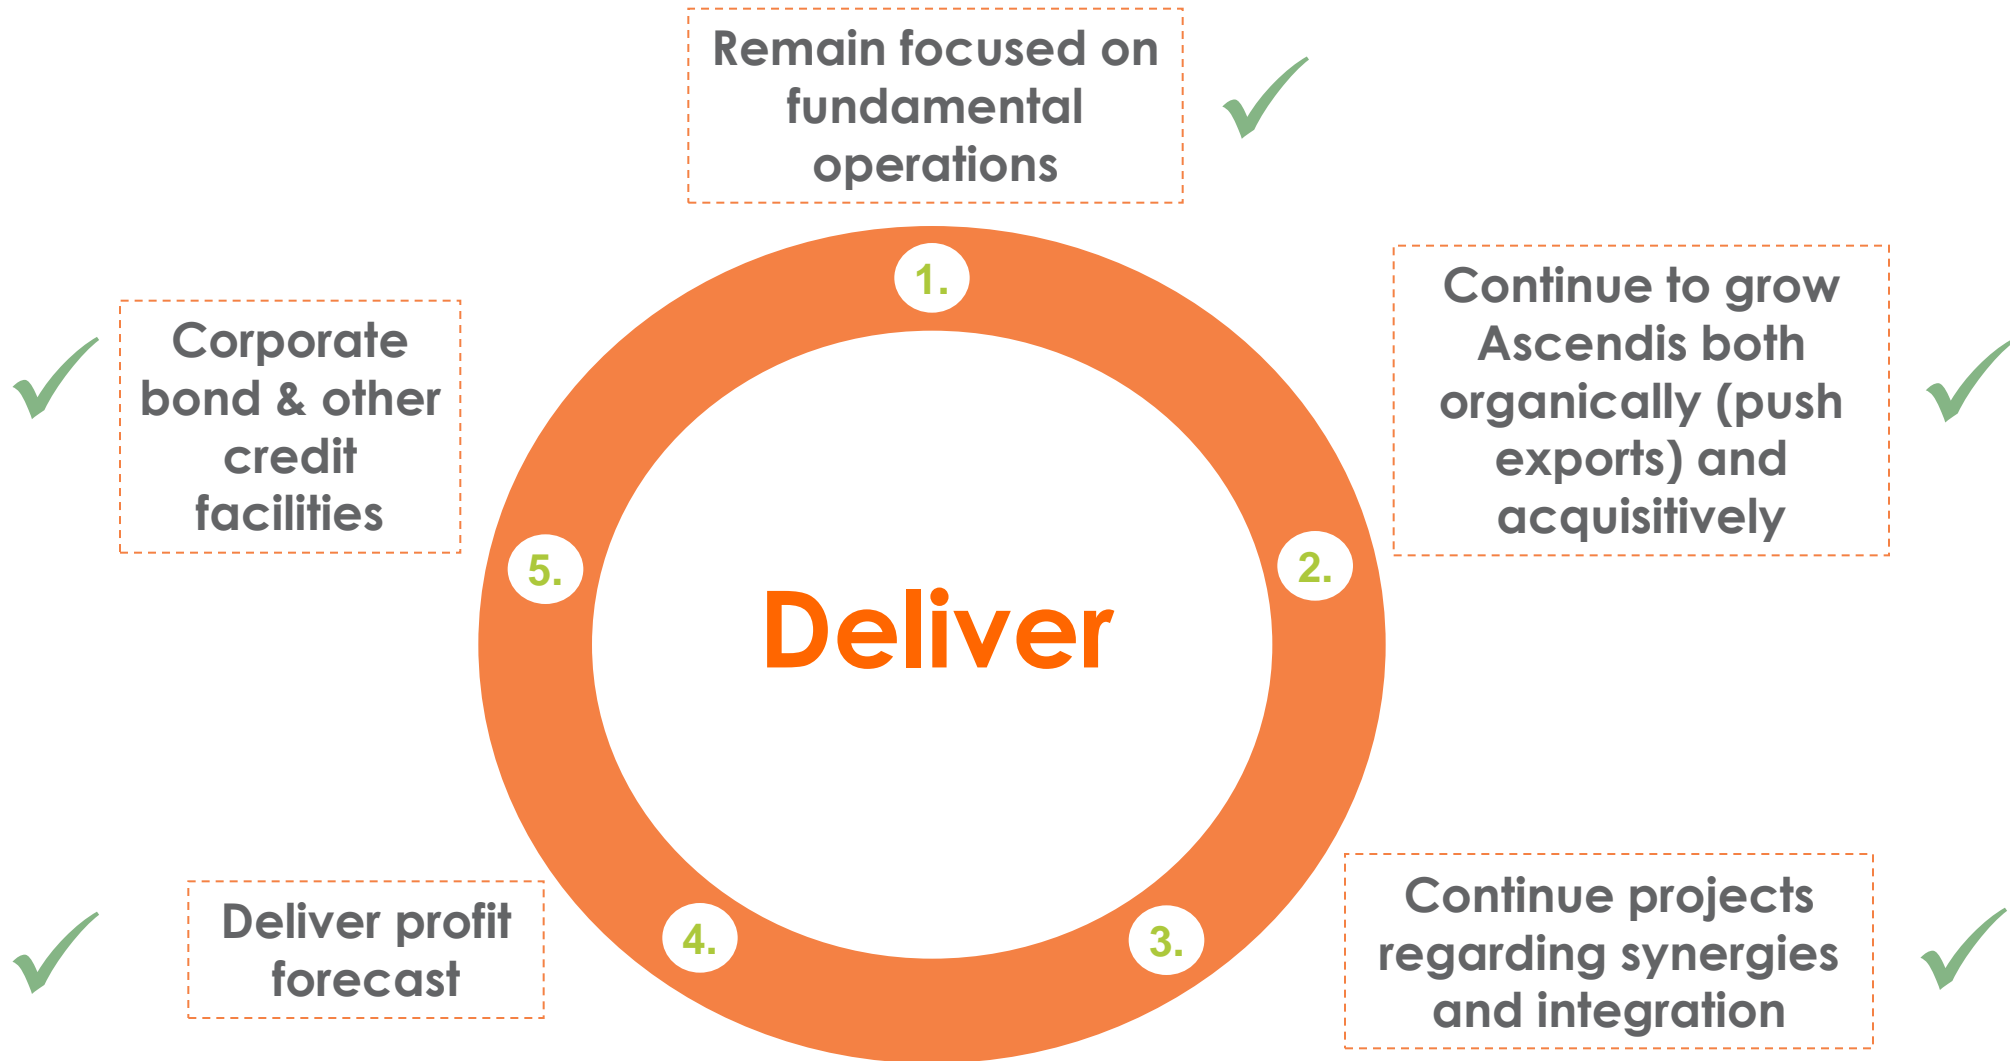 Remain focused on
fundamental
operations
1.
Continue to grow
Ascendis both
organically (push
exports) and
acquisitively
2.
Continue projects
regarding synergies
and integration
3.
Deliver profit
forecast
4.
Corporate
bond & other
credit
facilities
5.
Deliver